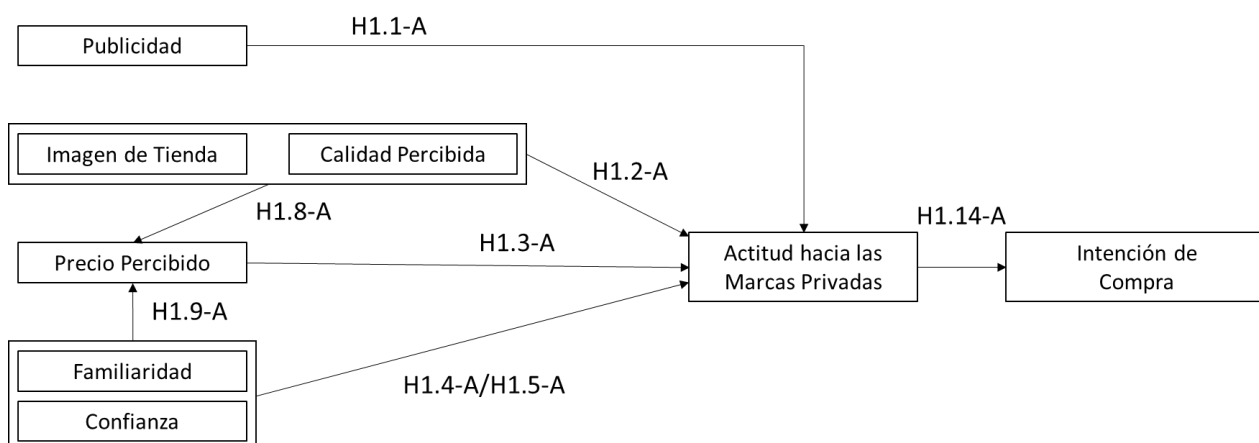 H1.1-A
Publicidad
Imagen de Tienda
Calidad Percibida
H1.2-A
H1.8-A
H1.14-A
Precio Percibido
H1.3-A
Actitud hacia las
Marcas Privadas
Intención de
Compra
H1.9-A
Familiaridad
H1.4-A/H1.5-A
Confianza